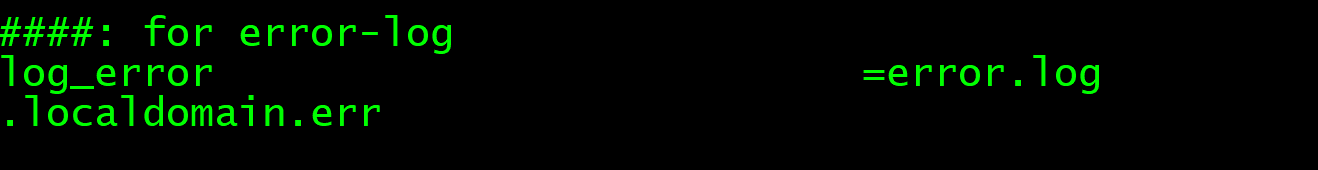 ####: for error-log
log_error                                  =error.log
.localdomain.err